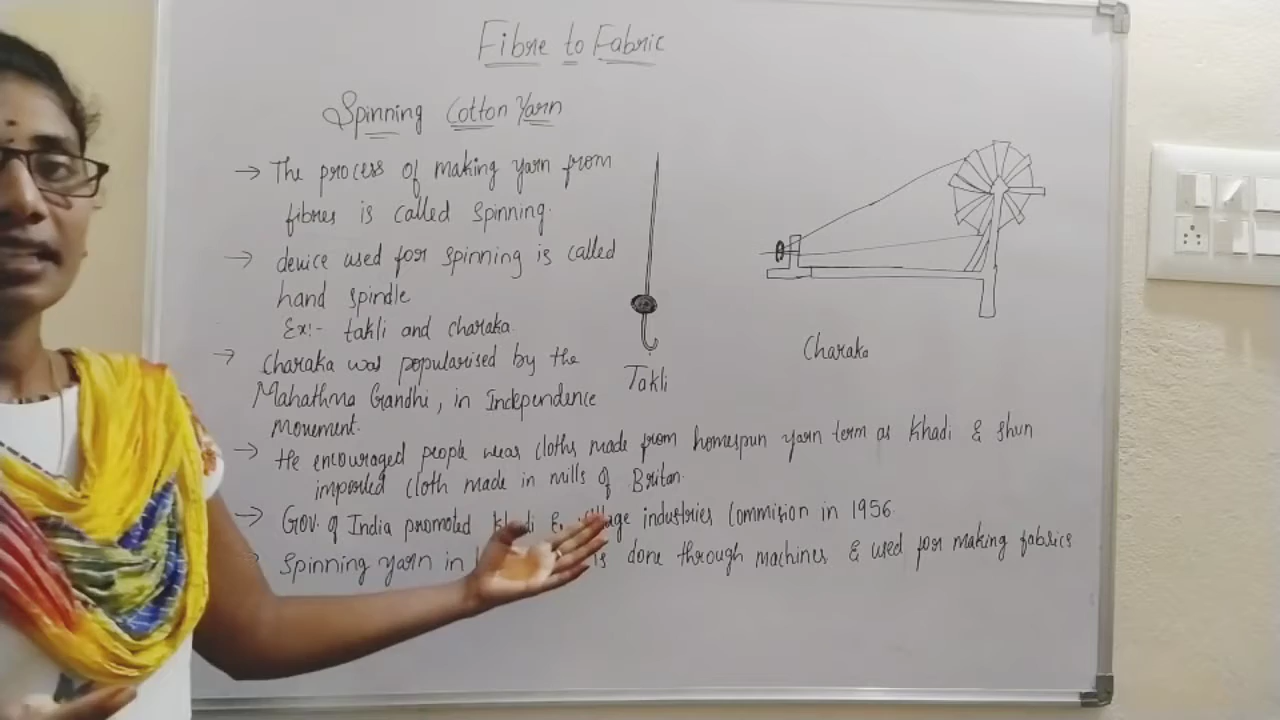 Fibre to Fabric
Spinning Cotton Yarn
→ The process of making yarn from
fibres is called spinning.
→ device used for spinning is called
hand spindle
Ex:- takli and charaka.
→ Charaka was popularised by the
Mahathma Gandhi, in Independence
Movement.
→ He encouraged people wear cloths made from homespun yarn term as Khadi & shun
imported cloth made in mills of Britan.
→ Gov. of India promoted Khadi & village industries Commision in 1956
Spinning yarn in is done through machines & used for making fabrics
Takli
Charaka